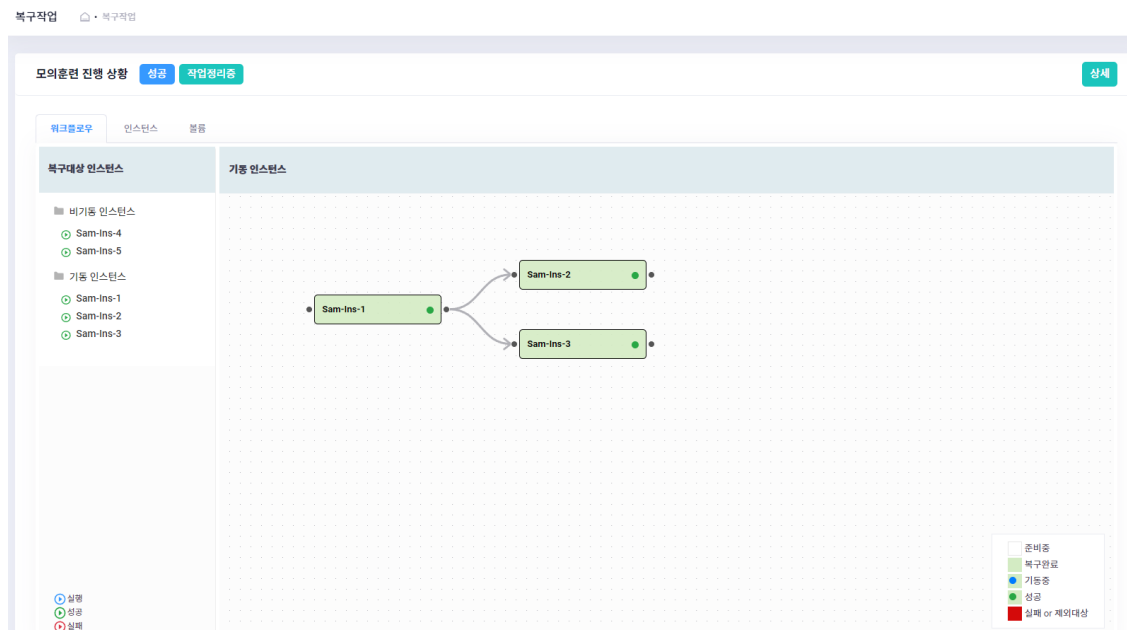 복구작업 • 복구작업
모의훈련 진행 상황 성공 작업정리중 상세
워크플로우 인스턴스 볼륨
복구대상 인스턴스
비기동 인스턴스
Sam-Ins-4
Sam-Ins-5
기동 인스턴스
Sam-Ins-1
Sam-Ins-2
Sam-Ins-3
실행
성공
실패
기동 인스턴스
Sam-Ins-1
Sam-Ins-2
Sam-Ins-3
준비중
복구완료
기동중
성공
실패 or 제외대상